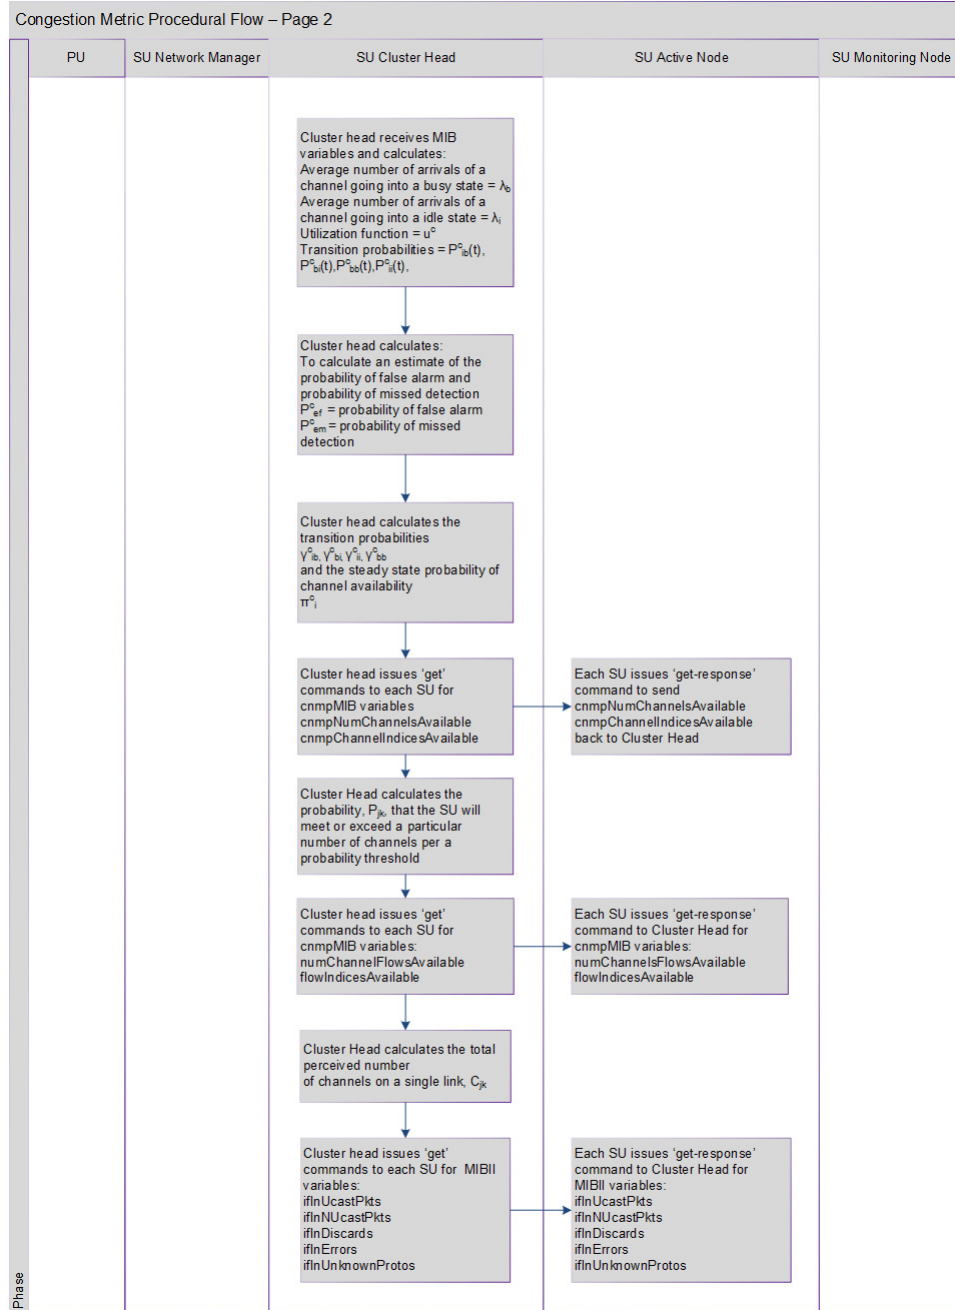 Congestion Metric Procedural Flow – Page 2
PU
SU Network Manager
SU Cluster Head
SU Active Node
SU Monitoring Node
Cluster head receives MIB
variables and calculates:
Average number of arrivals of a
channel going into a busy state = λb
Average number of arrivals of a
channel going into a idle state = λi
Utilization function = uᶜ
Transition probabilities = Pᶜib(t),
Pᶜbi(t),Pᶜbb(t),Pᶜii(t),
Cluster head calculates:
To calculate an estimate of the
probability of false alarm and
probability of missed detection
Pᶜef = probability of false alarm
Pᶜem = probability of missed
detection
Cluster head calculates the
transition probabilities
γᶜib, γᶜbi, γᶜii, γᶜbb
and the steady state probability of
channel availability
πᶜi
Cluster head issues ‘get’
commands to each SU for
cnmpMIB variables
cnmpNumChannelsAvailable
cnmpChannelIndicesAvailable
Each SU issues ‘get-response’
command to send
cnmpNumChannelsAvailable
cnmpChannelIndicesAvailable
back to Cluster Head
Cluster Head calculates the
probability, Pjk, that the SU will
meet or exceed a particular
number of channels per a
probability threshold
Cluster head issues ‘get’
commands to each SU for
cnmpMIB variables:
numChannelFlowsAvailable
flowIndicesAvailable
Each SU issues ‘get-response’
command to Cluster Head for
cnmpMIB variables:
numChannelsFlowsAvailable
flowIndicesAvailable
Cluster Head calculates the total
perceived number
of channels on a single link, Cjk
Cluster head issues ‘get’
commands to each SU for MIBII
variables:
ifInUcastPkts
ifInNUcastPkts
ifInDiscards
ifInErrors
ifInUnknownProtos
Each SU issues ‘get-response’
command to Cluster Head for
MIBII variables:
ifInUcastPkts
ifInNUcastPkts
ifInDiscards
ifInErrors
ifInUnknownProtos
Phase